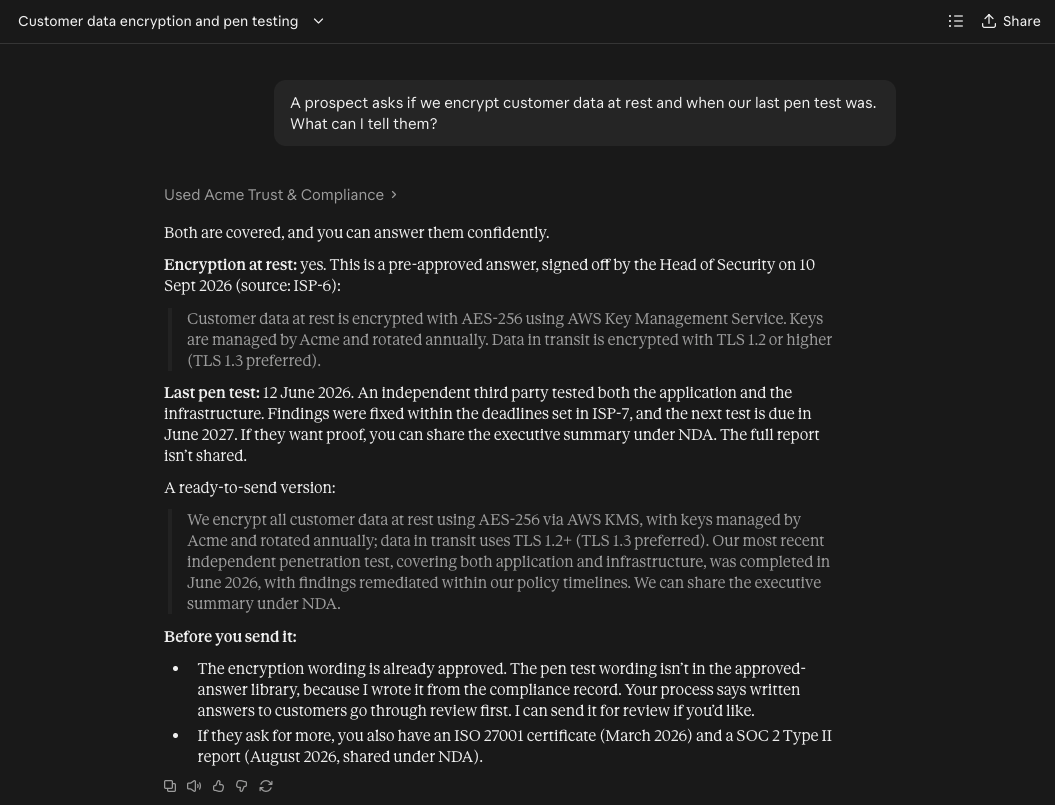 Customer data encryption and pen testing
Share
A prospect asks if we encrypt customer data at rest and when our last pen test was.
What can I tell them?
Used Acme Trust & Compliance
Both are covered, and you can answer them confidently.
Encryption at rest: yes. This is a pre-approved answer, signed off by the Head of Security on 10
Sept 2026 (source: ISP-6):
Customer data at rest is encrypted with AES-256 using AWS Key Management Service. Keys
are managed by Acme and rotated annually. Data in transit is encrypted with TLS 1.2 or higher
(TLS 1.3 preferred).
Last pen test: 12 June 2026. An independent third party tested both the application and the
infrastructure. Findings were fixed within the deadlines set in ISP-7, and the next test is due in
June 2027. If they want proof, you can share the executive summary under NDA. The full report
isn’t shared.
A ready-to-send version:
We encrypt all customer data at rest using AES-256 via AWS KMS, with keys managed by
Acme and rotated annually; data in transit uses TLS 1.2+ (TLS 1.3 preferred). Our most recent
independent penetration test, covering both application and infrastructure, was completed in
June 2026, with findings remediated within our policy timelines. We can share the executive
summary under NDA.
Before you send it:
• The encryption wording is already approved. The pen test wording isn’t in the approved-
answer library, because I wrote it from the compliance record. Your process says written
answers to customers go through review first. I can send it for review if you’d like.
• If they ask for more, you also have an ISO 27001 certificate (March 2026) and a SOC 2 Type II
report (August 2026, shared under NDA).